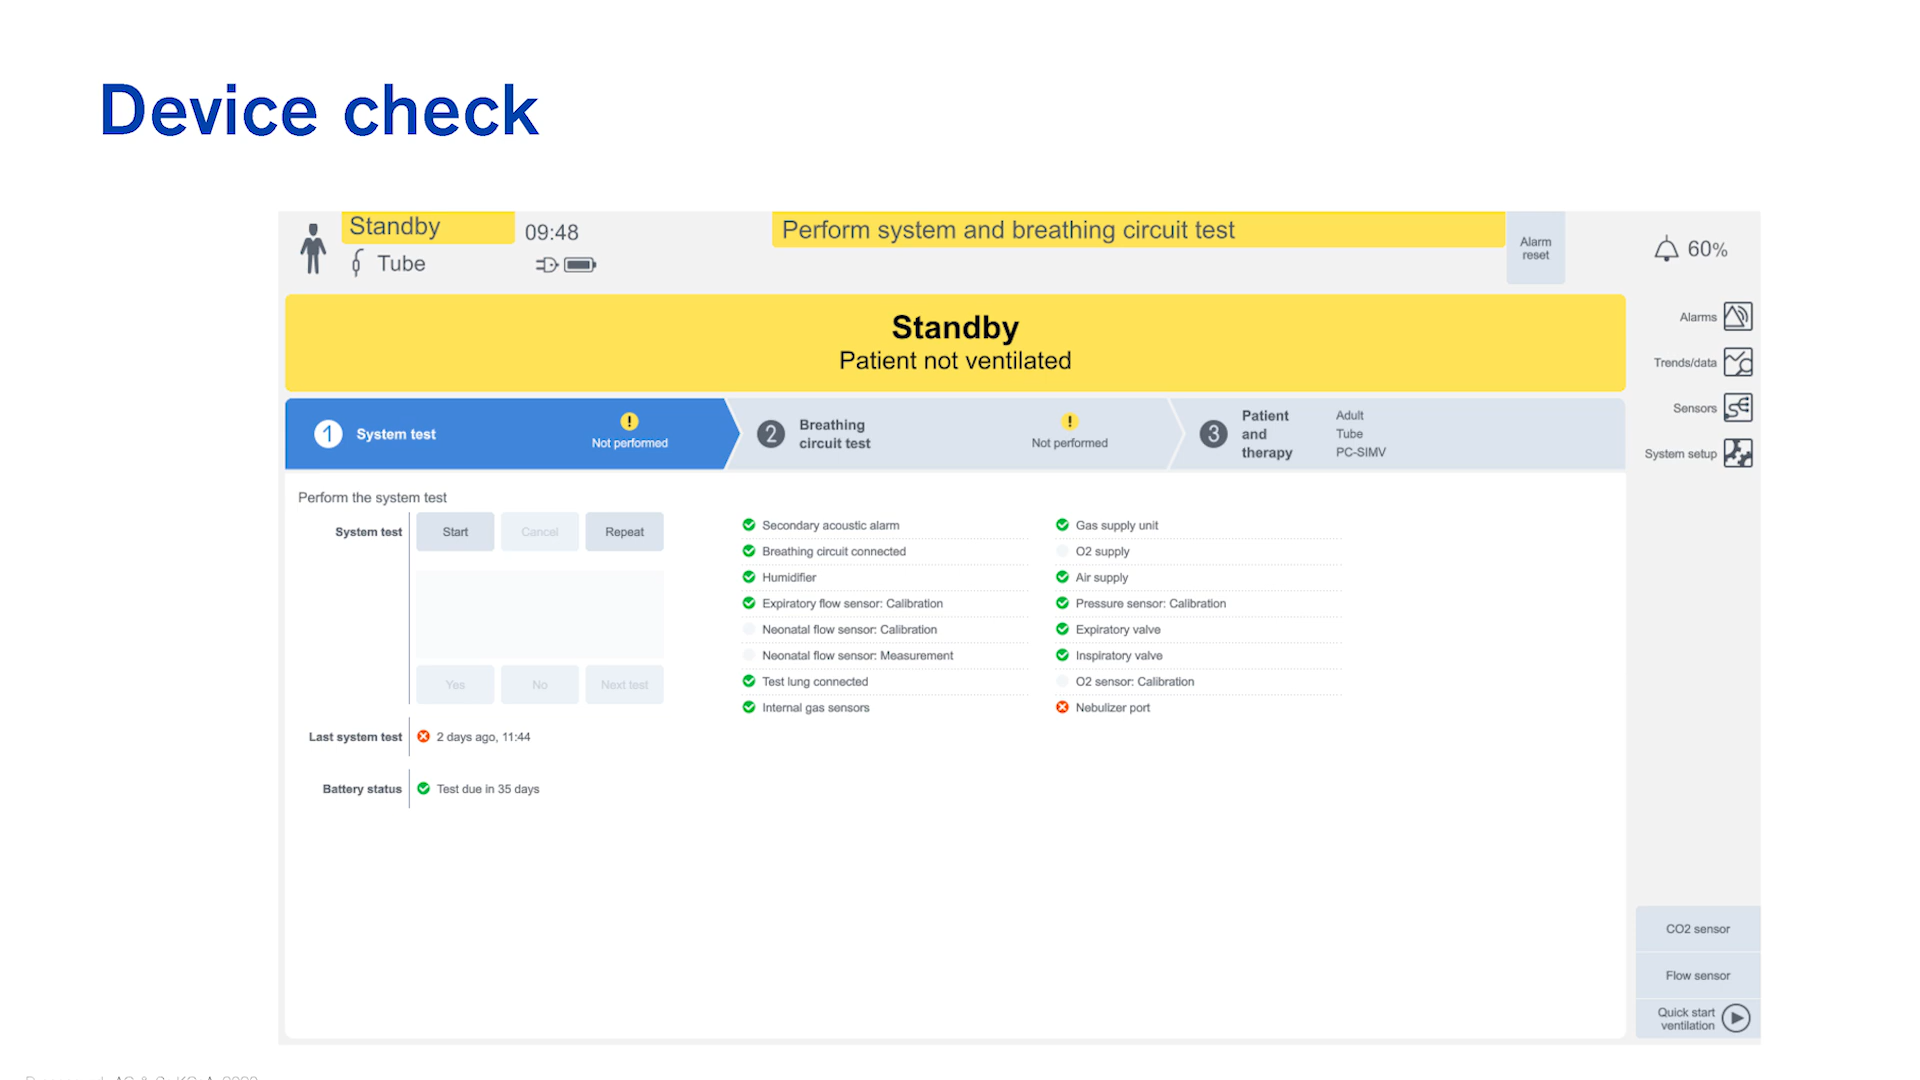 Device check
Standby
09:48
Perform system and breathing circuit test
Alarm
reset
60%
Tube
Standby
Patient not ventilated
Alarms
Trends/data
Sensors
System setup
1 System test
!
Not performed
2 Breathing
circuit test
!
Not performed
3 Patient
and
therapy
Adult
Tube
PC-SIMV
Perform the system test
System test
Start
Cancel
Repeat
Yes
No
Next test
Last system test
2 days ago, 11:44
Battery status
Test due in 35 days
Secondary acoustic alarm
Breathing circuit connected
Humidifier
Expiratory flow sensor: Calibration
Neonatal flow sensor: Calibration
Neonatal flow sensor: Measurement
Test lung connected
Internal gas sensors
Gas supply unit
O2 supply
Air supply
Pressure sensor: Calibration
Expiratory valve
Inspiratory valve
O2 sensor: Calibration
Nebulizer port
CO2 sensor
Flow sensor
Quick start
ventilation